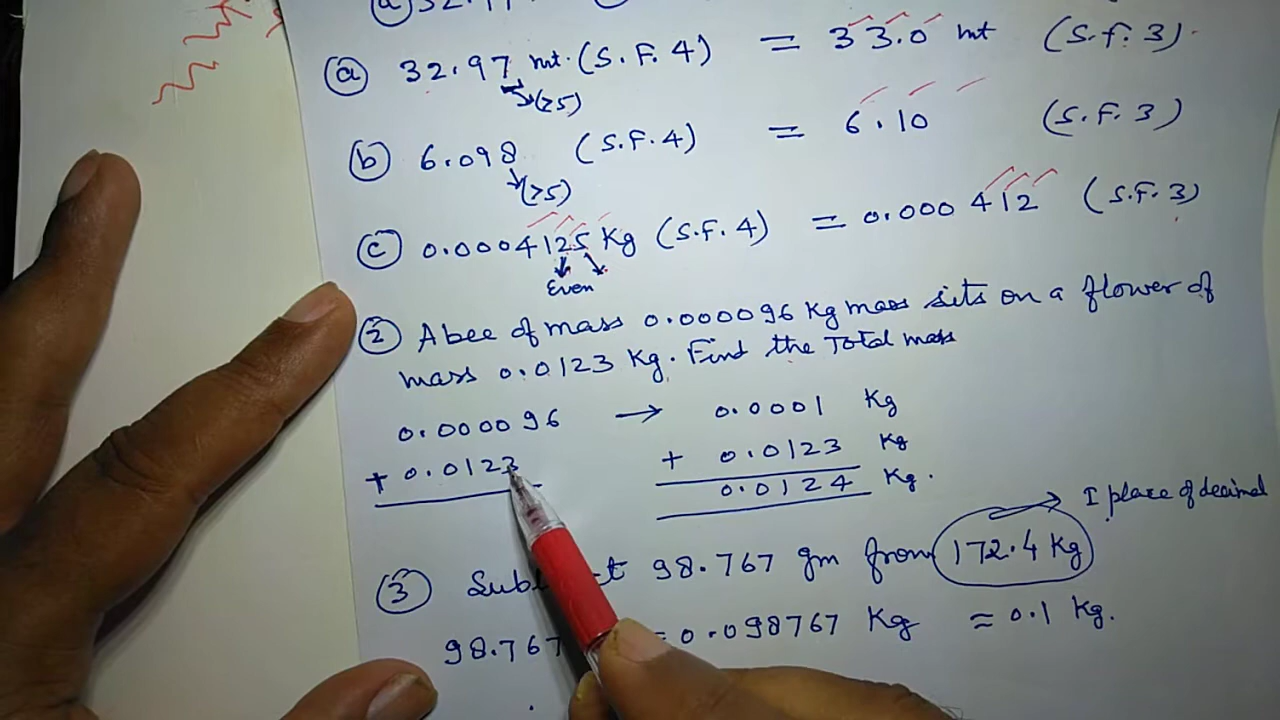 (a) 32.97 mt. (S.F.4) = 33.0 mt (S.f. 3).
(≥5)
(b) 6.098 (S.F.4) = 6.10 (S.F.3)
(>5)
(c) 0.0004125 Kg (S.F.4) = 0.000412 (S.F.3)
Even
(2) A bee of mass 0.000096 Kg mass sits on a flower of
mass 0.0123 Kg. Find the Total mass
0.000096 → 0.0001 Kg
+ 0.0123 + 0.0123 Kg
0.0124 Kg.
I place of decimal
(3) 98.767 gm from 172.4 Kg
98.767 = 0.098767 Kg ≈ 0.1 Kg.